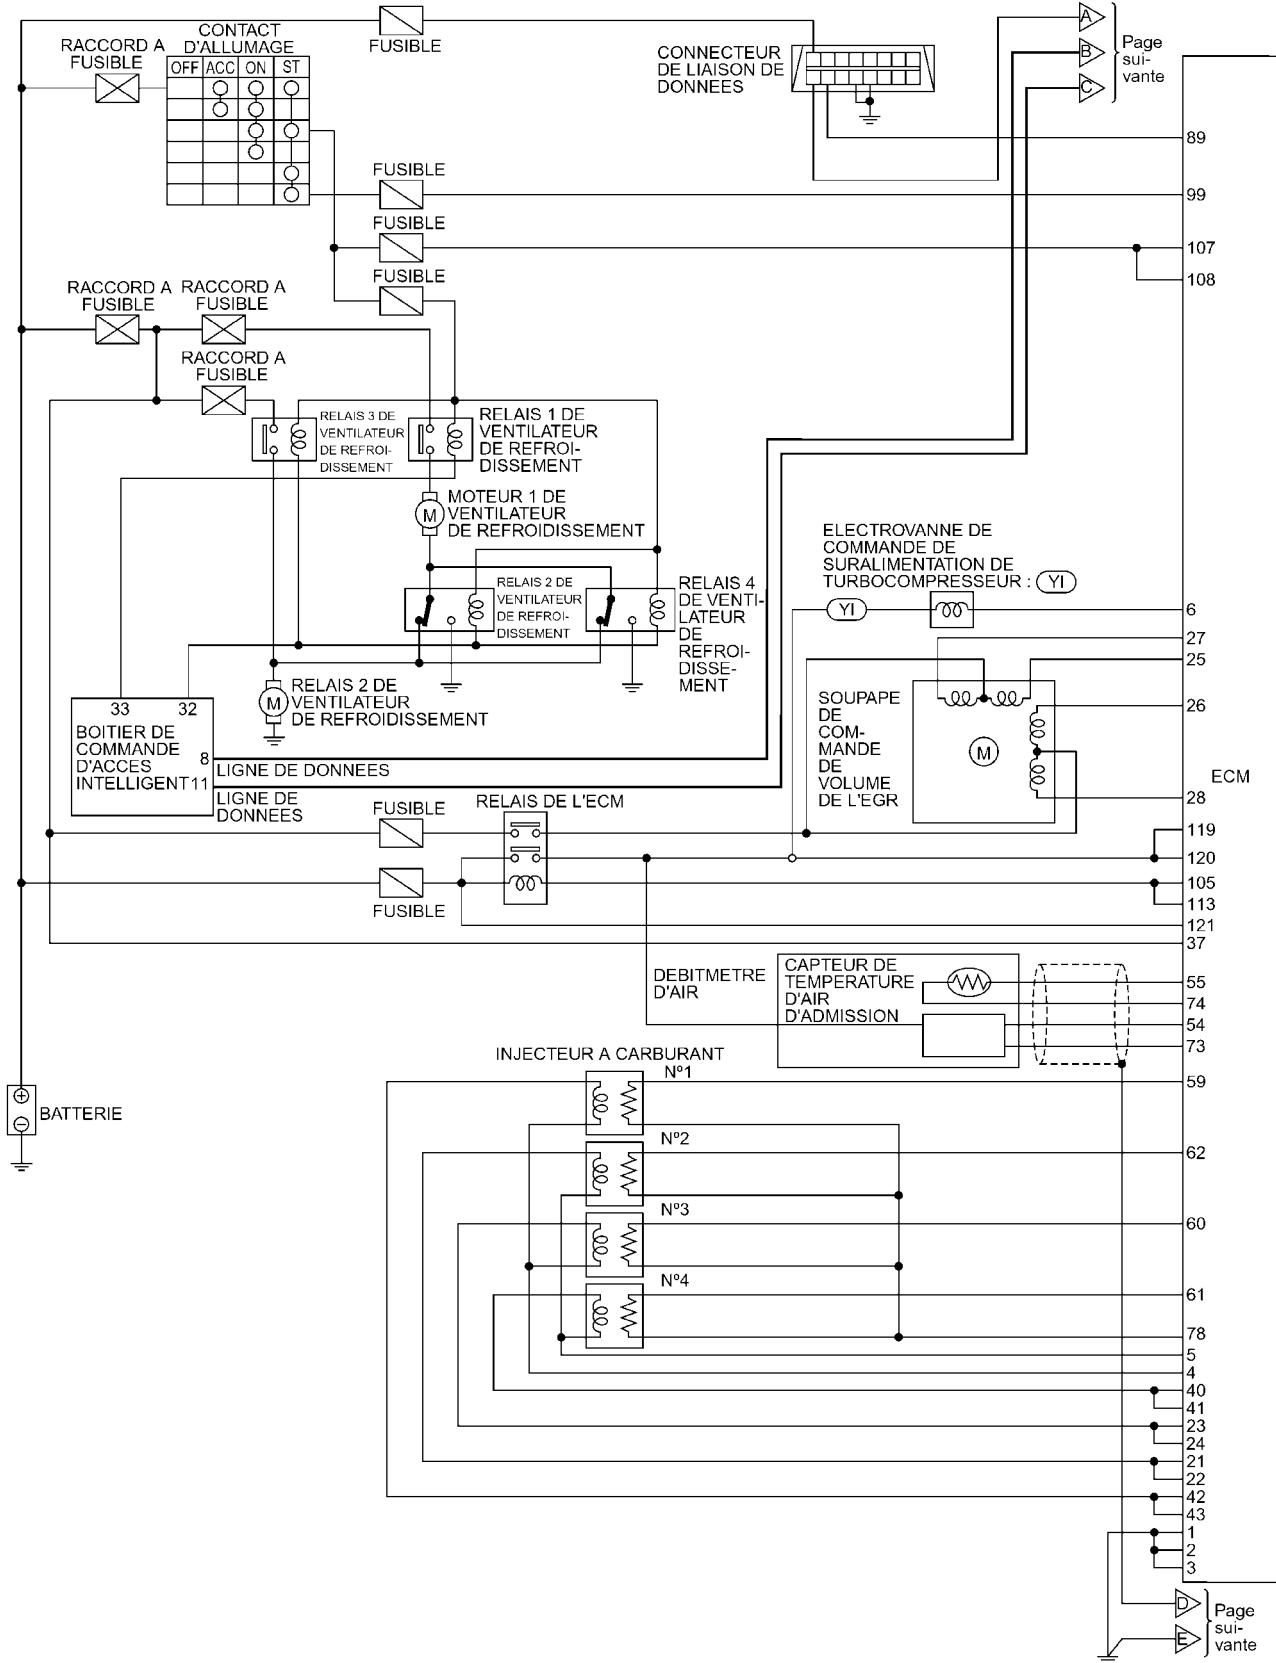 FUSIBLE
A
B
C
Page
sui-
vante
CONTACT
D'ALLUMAGE
RACCORD A
FUSIBLE
OFF ACC ON ST
CONNECTEUR
DE LIAISON DE
DONNEES
89
FUSIBLE
99
FUSIBLE
107
FUSIBLE
108
RACCORD A
FUSIBLE
RACCORD A
FUSIBLE
RACCORD A
FUSIBLE
RELAIS 3 DE
VENTILATEUR
DE REFROI-
DISSEMENT
RELAIS 1 DE
VENTILATEUR
DE REFROI-
DISSEMENT
M
MOTEUR 1 DE
VENTILATEUR
DE REFROIDISSEMENT
ELECTROVANNE DE
COMMANDE DE
SURALIMENTATION DE
TURBOCOMPRESSEUR : YI
RELAIS 2 DE
VENTILATEUR
DE REFROI-
DISSEMENT
RELAIS 4
DE VENTI-
LATEUR
DE
REFROI-
DISSE-
MENT
YI
6
27
25
M
RELAIS 2 DE
VENTILATEUR
DE REFROIDISSEMENT
SOUPAPE
DE
COM-
MANDE
DE
VOLUME
DE L'EGR
M
26
33 32
BOITIER DE
COMMANDE
D'ACCES
INTELLIGENT
8
11
LIGNE DE DONNEES
LIGNE DE
DONNEES
ECM
28
FUSIBLE
RELAIS DE L'ECM
119
120
105
FUSIBLE
113
121
37
DEBITMETRE
D'AIR
CAPTEUR DE
TEMPERATURE
D'AIR
D'ADMISSION
55
74
54
73
INJECTEUR A CARBURANT
Nº1
59
BATTERIE
Nº2
62
Nº3
60
Nº4
61
78
5
4
40
41
23
24
21
22
42
43
1
2
3
D
E
Page
sui-
vante